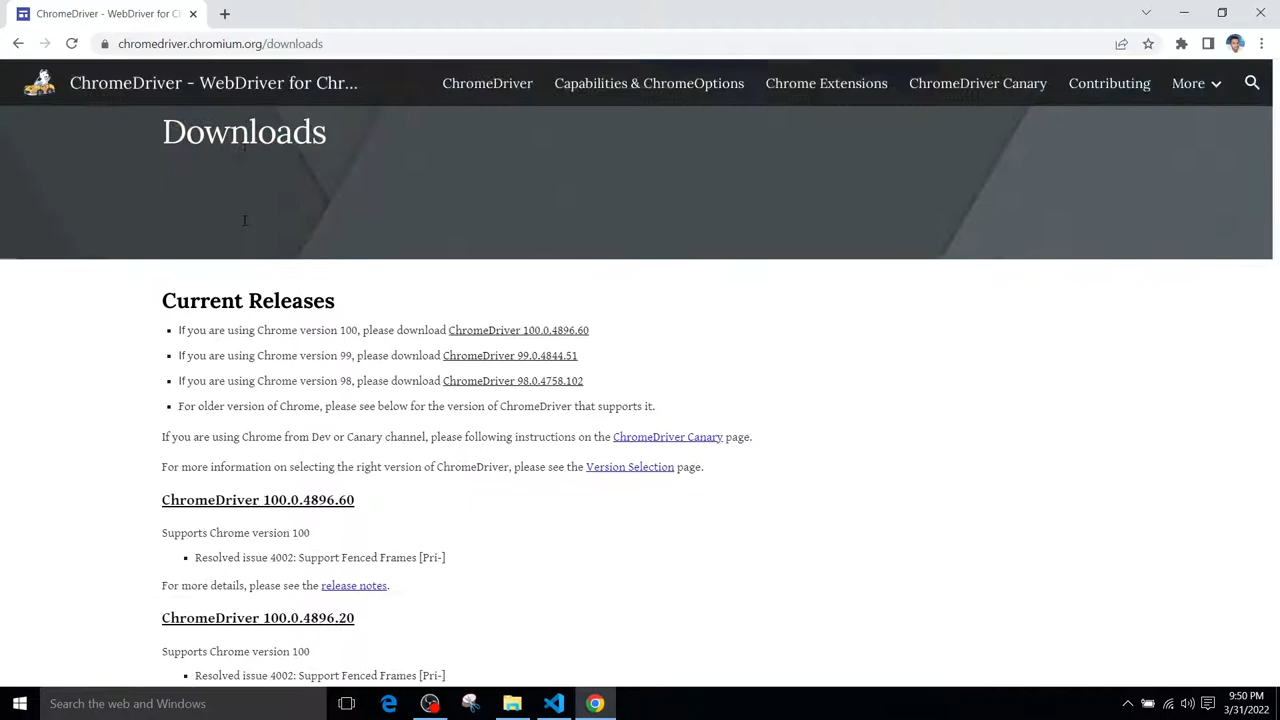 ChromeDriver - WebDriver for C
chromedriver.chromium.org/downloads
ChromeDriver - WebDriver for Chr...
ChromeDriver
Capabilities & ChromeOptions
Chrome Extensions
ChromeDriver Canary
Contributing
More
Downloads
Current Releases
If you are using Chrome version 100, please download ChromeDriver 100.0.4896.60
If you are using Chrome version 99, please download ChromeDriver 99.0.4844.51
If you are using Chrome version 98, please download ChromeDriver 98.0.4758.102
For older version of Chrome, please see below for the version of ChromeDriver that supports it.
If you are using Chrome from Dev or Canary channel, please following instructions on the ChromeDriver Canary page.
For more information on selecting the right version of ChromeDriver, please see the Version Selection page.
ChromeDriver 100.0.4896.60
Supports Chrome version 100
Resolved issue 4002: Support Fenced Frames [Pri-]
For more details, please see the release notes.
ChromeDriver 100.0.4896.20
Supports Chrome version 100
Resolved issue 4002: Support Fenced Frames [Pri-]
Search the web and Windows
9:50 PM
3/31/2022